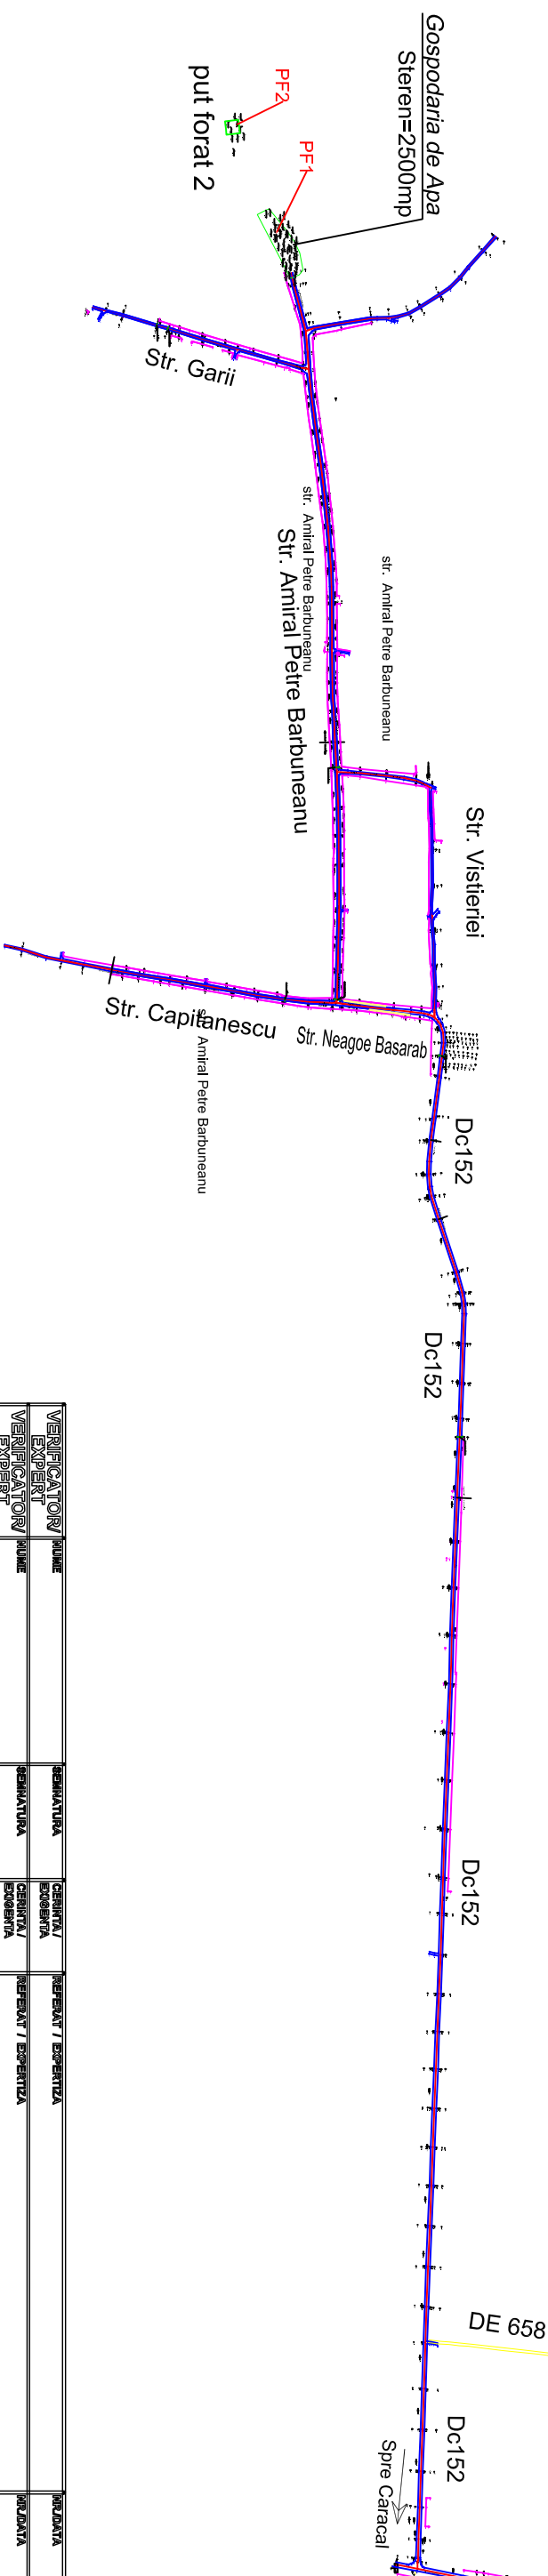 Gospodaria de Apa
Steren=2500mp
PF2
PF1
put forat 2
Str. Garii
str. Amiral Petre Barbuneanu
Str. Amiral Petre Barbuneanu
str. Amiral Petre Barbuneanu
Str. Vistieriei
Str. Capitanescu
Str. Neagoe Basarab
str. Amiral Petre Barbuneanu
Dc152
Dc152
Dc152
DE 658
Dc152
Spre Caracal
VERIFICATOR/
EXPERT
NUME
SEMNATURA
CERINTA/
EXIGENTA
REFERAT / EXPERTIZA
NR/DATA
VERIFICATOR/
EXPERT
NUME
SEMNATURA
CERINTA/
EXIGENTA
REFERAT / EXPERTIZA
NR/DATA